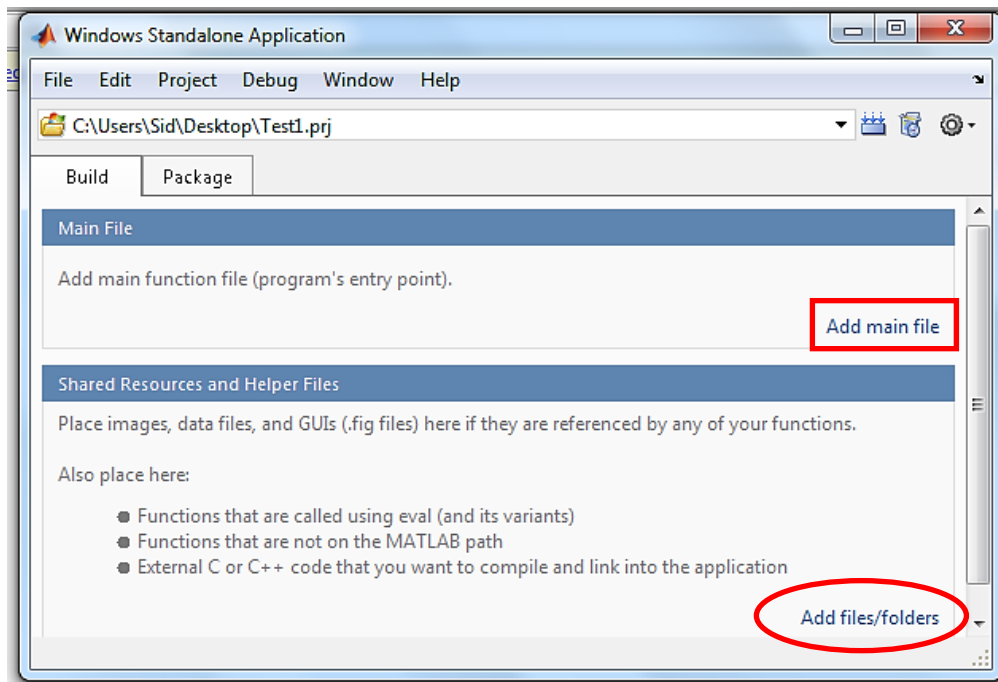 Windows Standalone Application
File Edit Project Debug Window Help
C:\Users\Sid\Desktop\Test1.prj
Build Package
Main File
Add main function file (program's entry point).
Add main file
Shared Resources and Helper Files
Place images, data files, and GUIs (.fig files) here if they are referenced by any of your functions.
Also place here:
Functions that are called using eval (and its variants)
Functions that are not on the MATLAB path
External C or C++ code that you want to compile and link into the application
Add files/folders